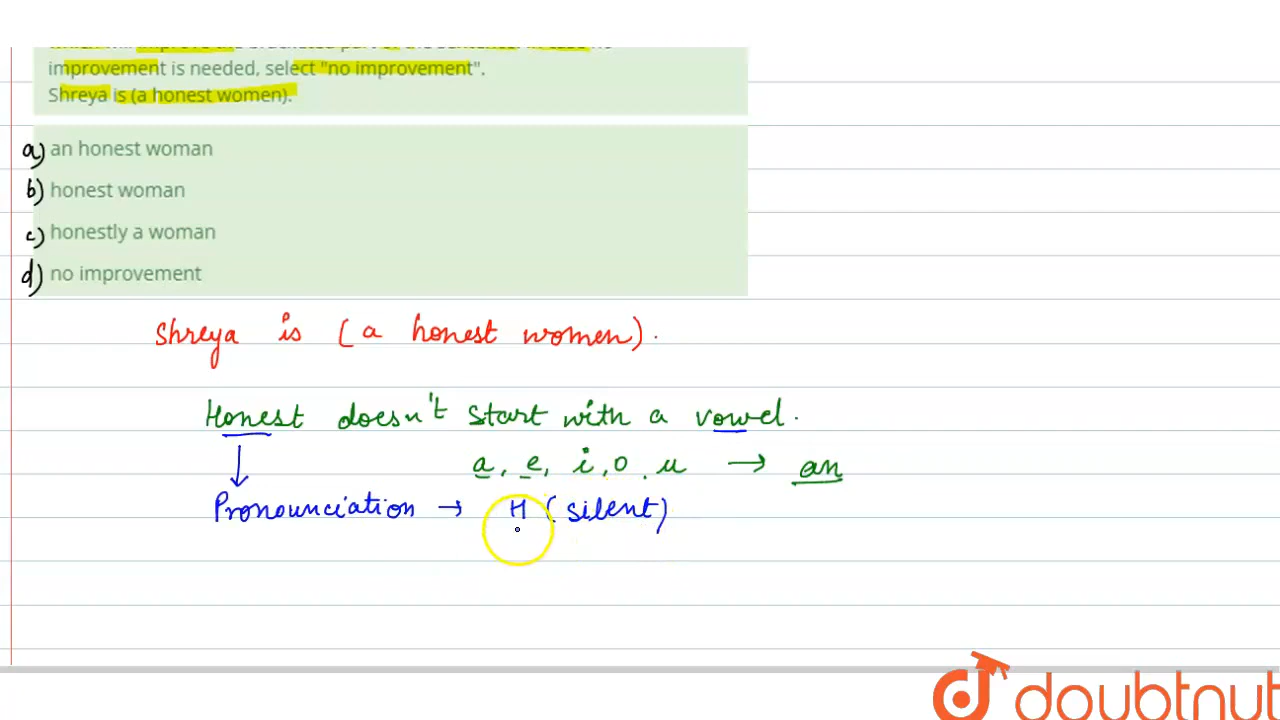 improvement is needed, select "no improvement".
Shreya is (a honest women).
a) an honest woman
b) honest woman
c) honestly a woman
d) no improvement
Shreya is (a honest women).
Honest doesn't start with a vowel.
a, e, i, o, u → an
Pronounciation → H (silent)
doubtnut